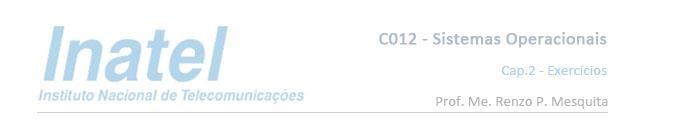 Inatel
Instituto Nacional de Telecomunicações
C012 - Sistemas Operacionais
Cap.2 - Exercícios
Prof. Me. Renzo P. Mesquita